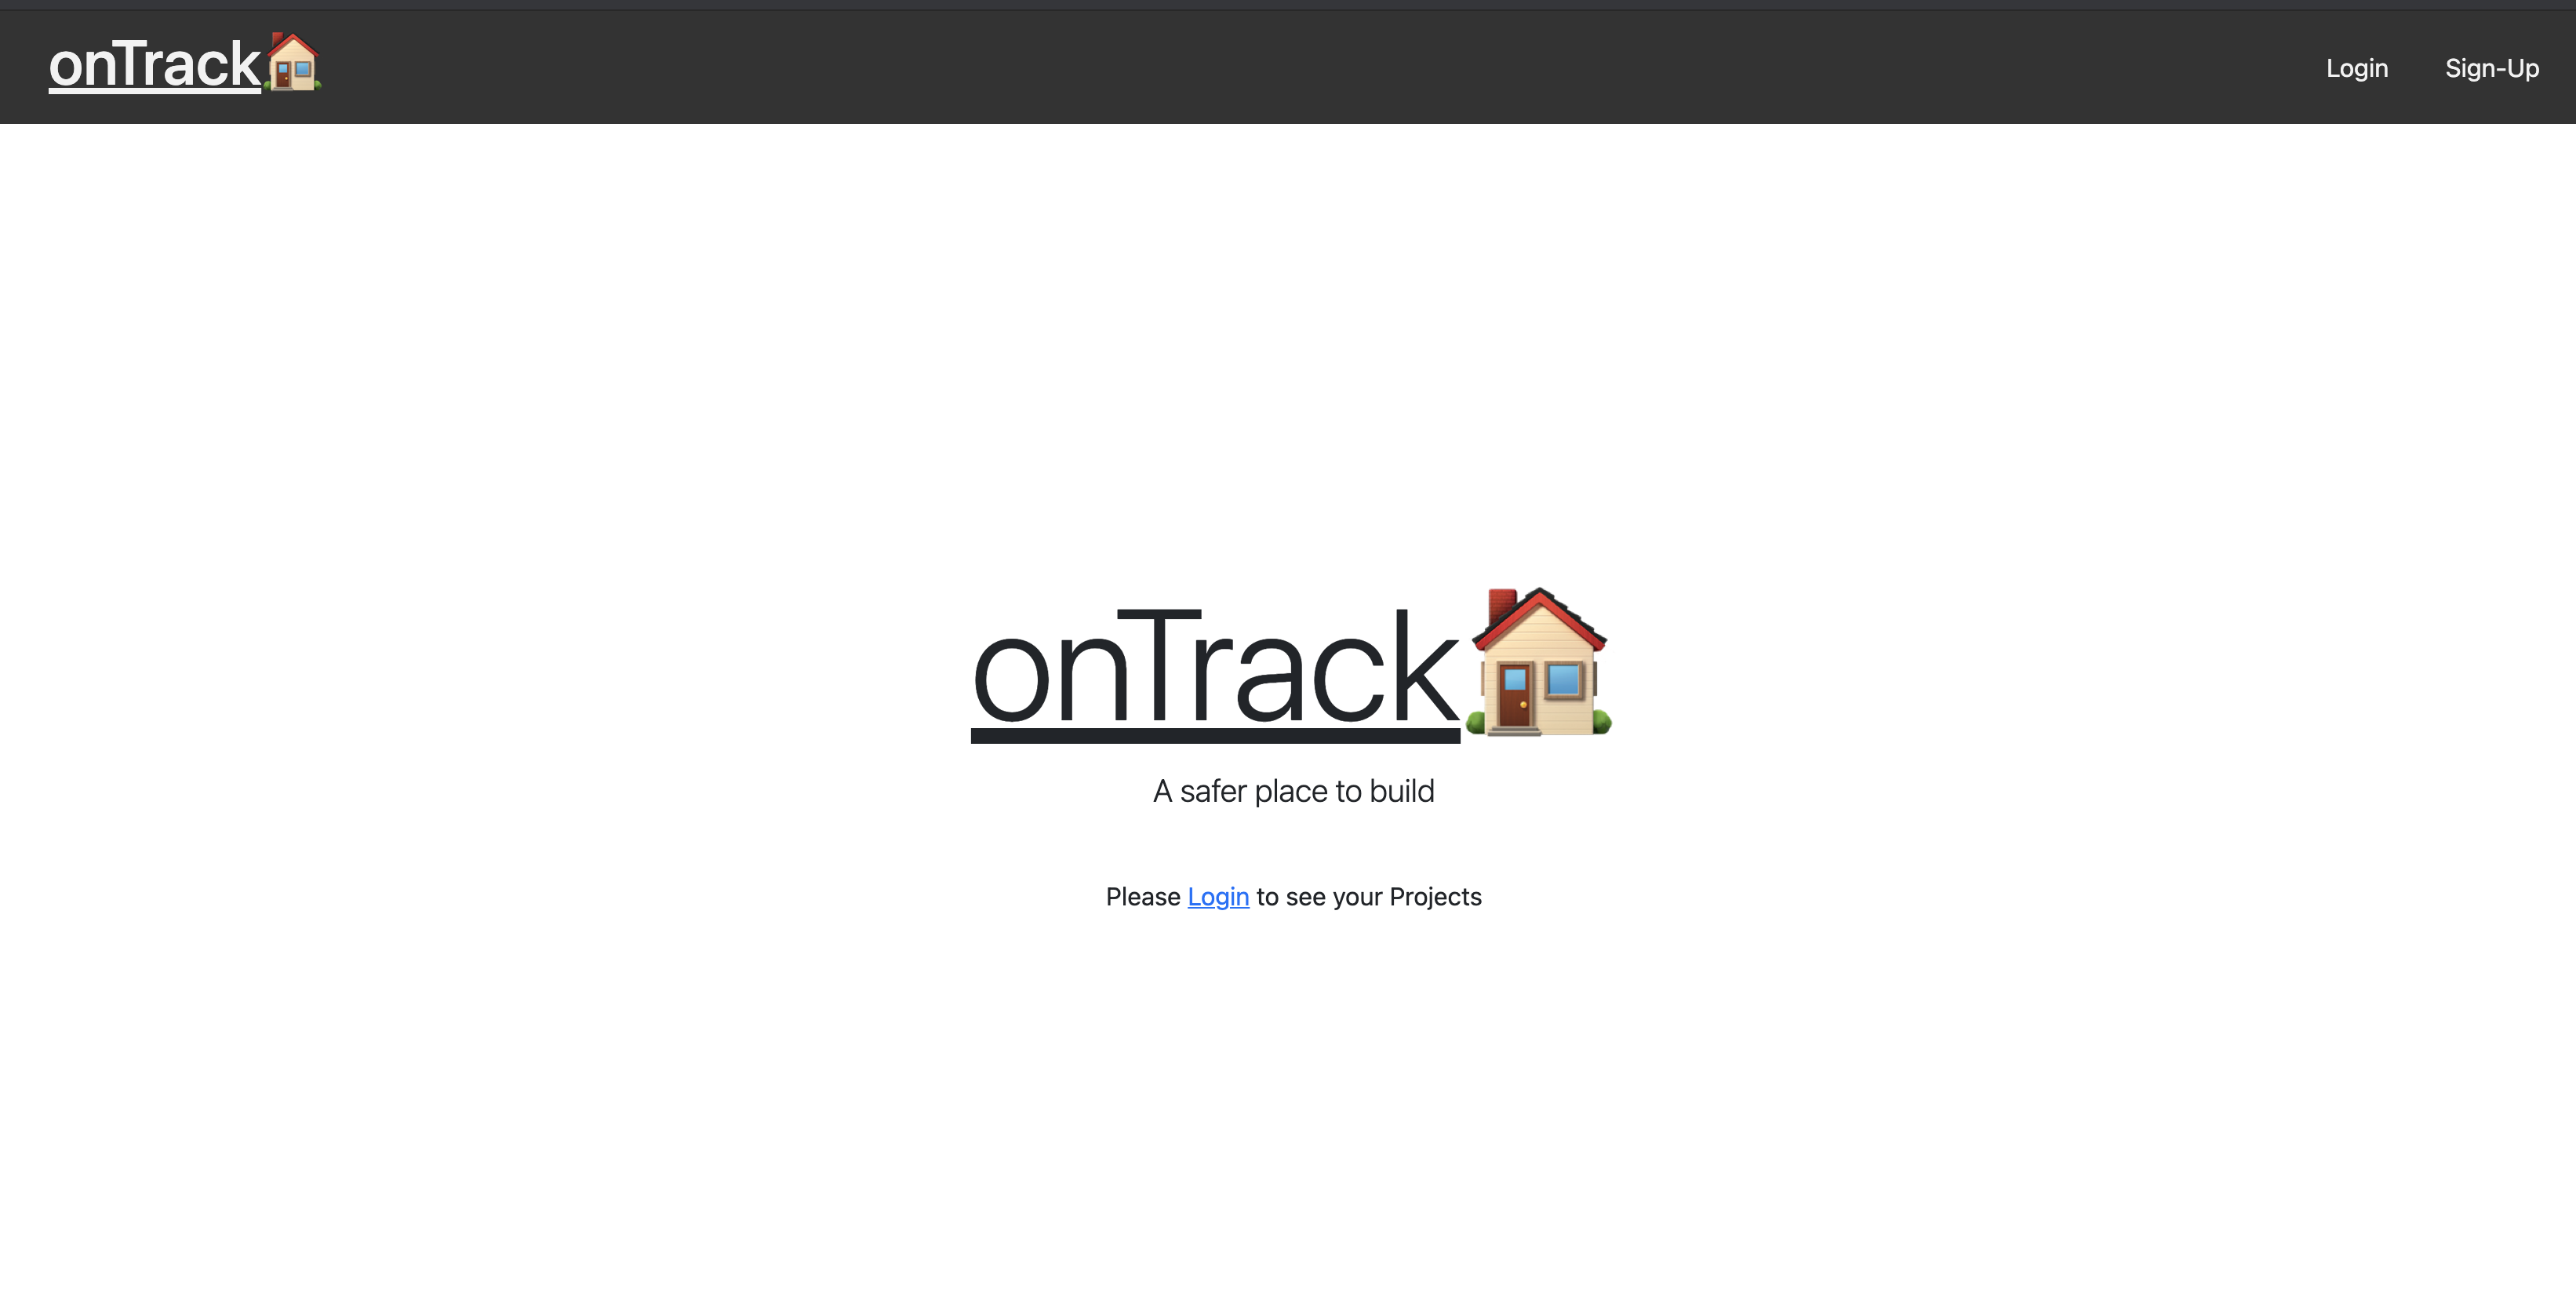 onTrack🏠
Login
Sign-Up
onTrack🏠
A safer place to build
Please Login to see your Projects